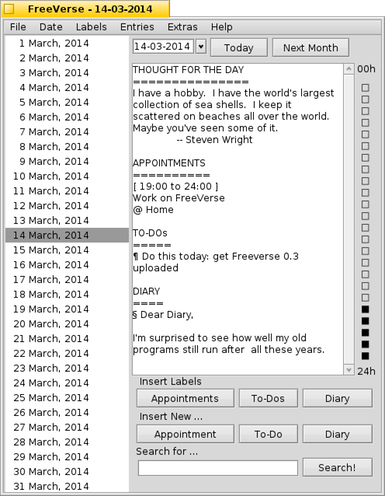 FreeVerse - 14-03-2014
File Date Labels Entries Extras Help
1 March, 2014
2 March, 2014
3 March, 2014
4 March, 2014
5 March, 2014
6 March, 2014
7 March, 2014
8 March, 2014
9 March, 2014
10 March, 2014
11 March, 2014
12 March, 2014
13 March, 2014
14 March, 2014
15 March, 2014
16 March, 2014
17 March, 2014
18 March, 2014
19 March, 2014
20 March, 2014
21 March, 2014
22 March, 2014
23 March, 2014
24 March, 2014
25 March, 2014
26 March, 2014
27 March, 2014
28 March, 2014
29 March, 2014
30 March, 2014
31 March, 2014
14-03-2014 Today Next Month
THOUGHT FOR THE DAY
===================
I have a hobby.  I have the world's largest
collection of sea shells.  I keep it
scattered on beaches all over the world.
Maybe you've seen some of it.
-- Steven Wright
APPOINTMENTS
==========
[ 19:00 to 24:00 ]
Work on FreeVerse
@ Home
TO-DOs
=====
¶ Do this today: get Freeverse 0.3
uploaded
DIARY
====
§ Dear Diary,
I'm surprised to see how well my old
programs still run after  all these years.
00h
24h
Insert Labels
Appointments To-Dos Diary
Insert New ...
Appointment To-Do Diary
Search for ...
Search!